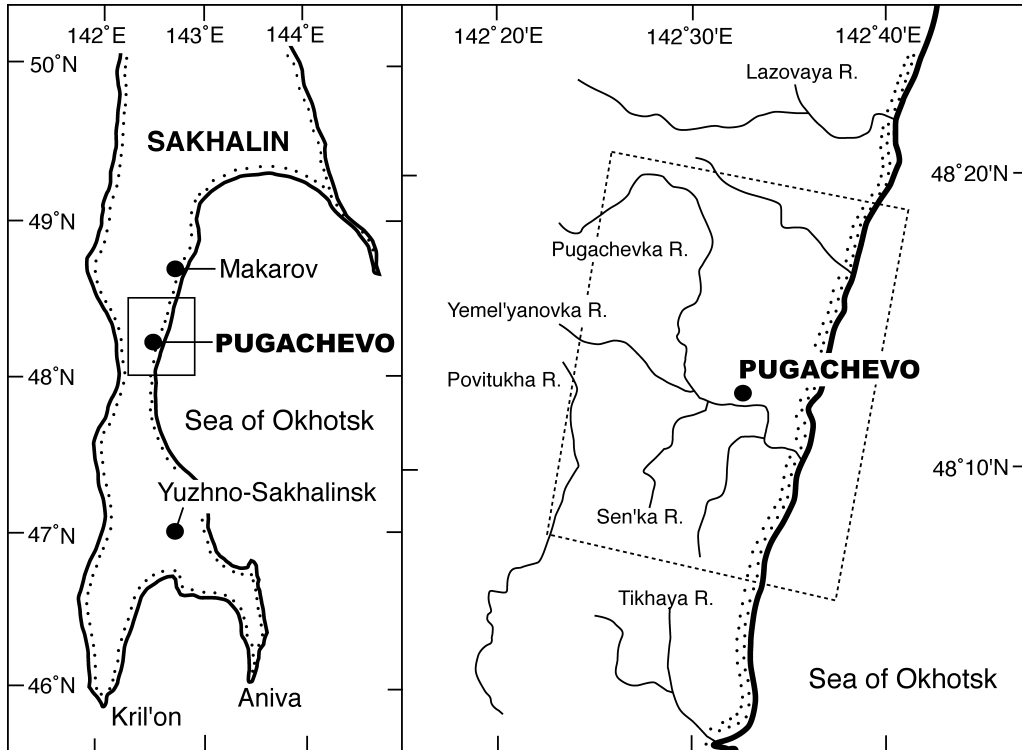 142˚E 143˚E 144˚E
50˚N
SAKHALIN
49˚N
Makarov
PUGACHEVO
48˚N
Sea of Okhotsk
Yuzhno-Sakhalinsk
47˚N
46˚N
Aniva
Kril'on
142˚20'E 142˚30'E 142˚40'E
Lazovaya R.
48˚20'N
Pugachevka R.
Yemel'yanovka R.
PUGACHEVO
Povitukha R.
48˚10'N
Sen'ka R.
Tikhaya R.
Sea of Okhotsk